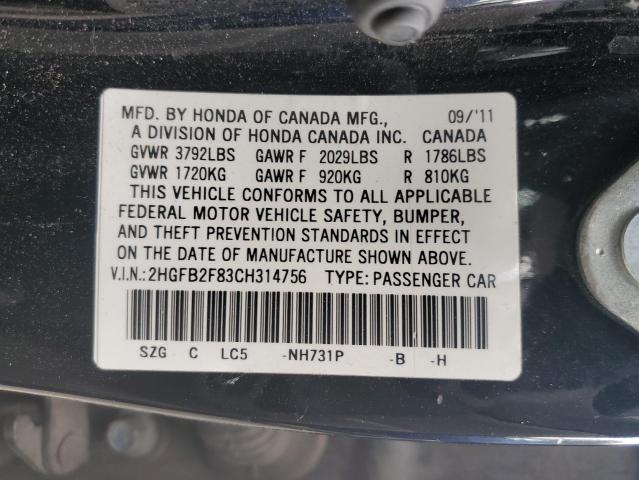 MFD. BY HONDA OF CANADA MFG., 09/'11
A DIVISION OF HONDA CANADA INC. CANADA
GVWR 3792LBS GAWR F 2029LBS R 1786LBS
GVWR 1720KG GAWR F 920KG R 810KG
THIS VEHICLE CONFORMS TO ALL APPLICABLE
FEDERAL MOTOR VEHICLE SAFETY, BUMPER,
AND THEFT PREVENTION STANDARDS IN EFFECT
ON THE DATE OF MANUFACTURE SHOWN ABOVE.
V.I.N.:2HGFB2F83CH314756 TYPE:PASSENGER CAR
SZG C LC5 -NH731P -B -H